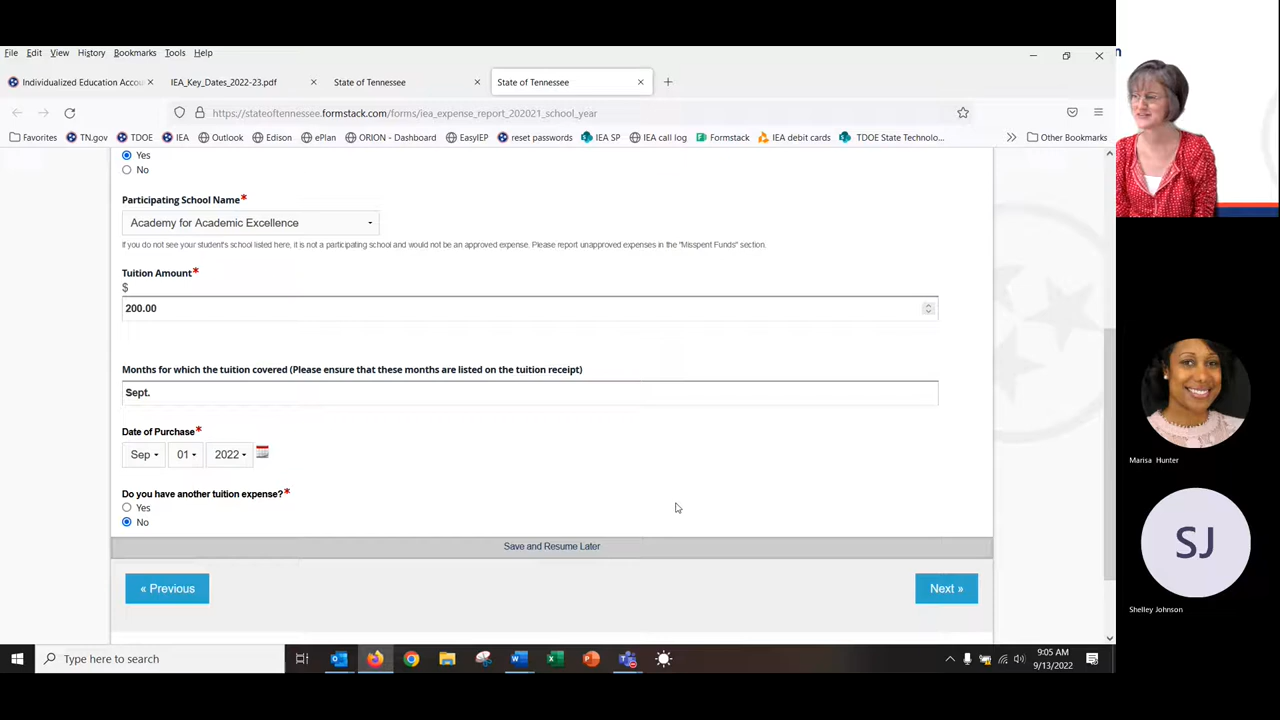 File Edit View History Bookmarks Tools Help
Individualized Education Accou
IEA_Key_Dates_2022-23.pdf
State of Tennessee
State of Tennessee
https://stateoftennessee.formstack.com/forms/iea_expense_report_202021_school_year
Favorites TN.gov TDOE IEA Outlook Edison ePlan ORION - Dashboard EasyIEP reset passwords IEA SP IEA call log Formstack IEA debit cards TDOE State Technolo... Other Bookmarks
Yes
No
Participating School Name*
Academy for Academic Excellence
If you do not see your student's school listed here, it is not a participating school and would not be an approved expense. Please report unapproved expenses in the "Misspent Funds" section.
Tuition Amount*
$
200.00
Months for which the tuition covered (Please ensure that these months are listed on the tuition receipt)
Sept.
Date of Purchase*
Sep 01 2022
Do you have another tuition expense?*
Yes
No
Save and Resume Later
« Previous
Next »
Type here to search
9:05 AM
9/13/2022
Marisa Hunter
SJ
Shelley Johnson